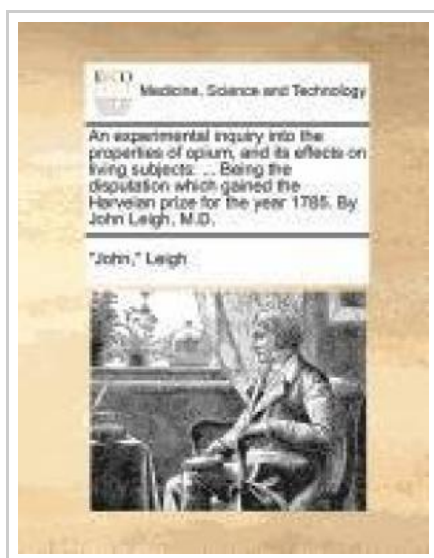 ECCO
Medicine, Science and Technology
An experimental inquiry into the
properties of opium, and its effects on
living subjects: ... Being the
disputation which gained the
Harveian prize for the year 1785. By
John Leigh, M.D.
"John," Leigh